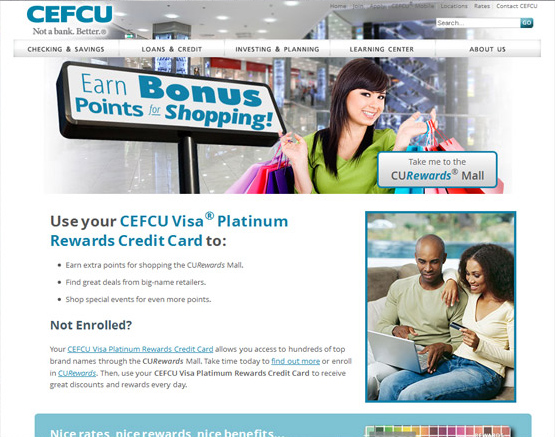 CEFCU
Not a bank. Better.®
Home Join Apply CEFCU Mobile Locations Rates Contact CEFCU
Search... GO
CHECKING & SAVINGS LOANS & CREDIT INVESTING & PLANNING LEARNING CENTER ABOUT US
Earn Bonus
Points for Shopping!
Take me to the
CURewards® Mall
Use your CEFCU Visa® Platinum
Rewards Credit Card to:
• Earn extra points for shopping the CURewards Mall.
• Find great deals from big-name retailers.
• Shop special events for even more points.
Not Enrolled?
Your CEFCU Visa Platinum Rewards Credit Card allows you access to hundreds of top
brand names through the CURewards Mall. Take time today to find out more or enroll
in CURewards. Then, use your CEFCU Visa Platinum Rewards Credit Card to receive
great discounts and rewards every day.
Nice rates, nice rewards, nice benefits...